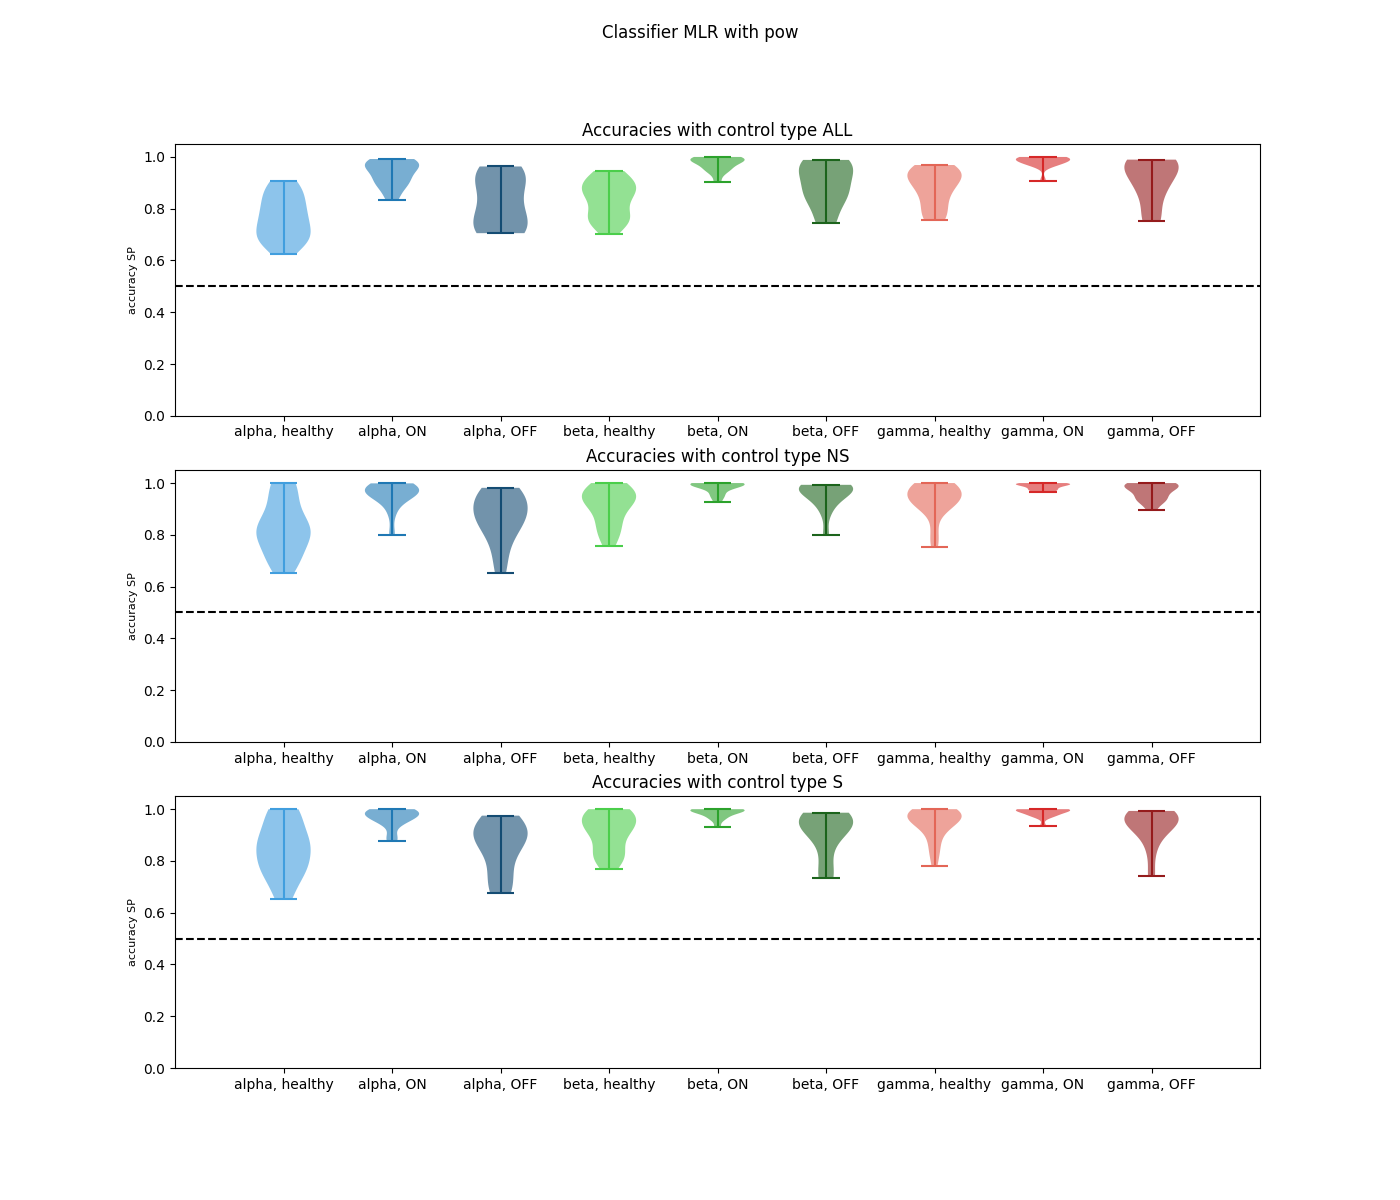 Classifier MLR with pow
Accuracies with control type ALL
accuracy SP
1.0
0.8
0.6
0.4
0.2
0.0
alpha, healthy alpha, ON alpha, OFF beta, healthy beta, ON beta, OFF gamma, healthy gamma, ON gamma, OFF
Accuracies with control type NS
accuracy SP
1.0
0.8
0.6
0.4
0.2
0.0
alpha, healthy alpha, ON alpha, OFF beta, healthy beta, ON beta, OFF gamma, healthy gamma, ON gamma, OFF
Accuracies with control type S
accuracy SP
1.0
0.8
0.6
0.4
0.2
0.0
alpha, healthy alpha, ON alpha, OFF beta, healthy beta, ON beta, OFF gamma, healthy gamma, ON gamma, OFF